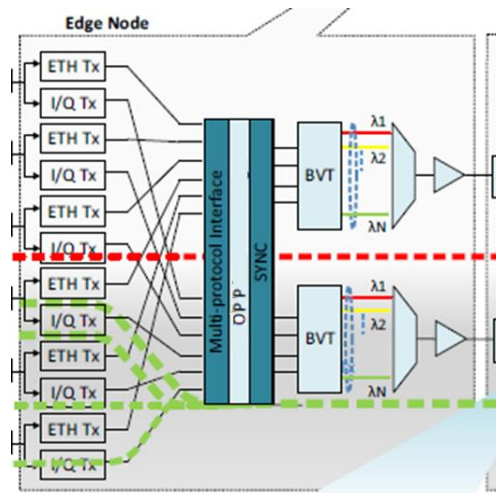 Edge Node
ETH Tx
I/Q Tx
ETH Tx
I/Q Tx
ETH Tx
I/Q Tx
ETH Tx
I/Q Tx
ETH Tx
I/Q Tx
ETH Tx
I/Q Tx
Multi-protocol Interface
OPP
SYNC
BVT
λ1
λ2
λN
BVT
λ1
λ2
λN